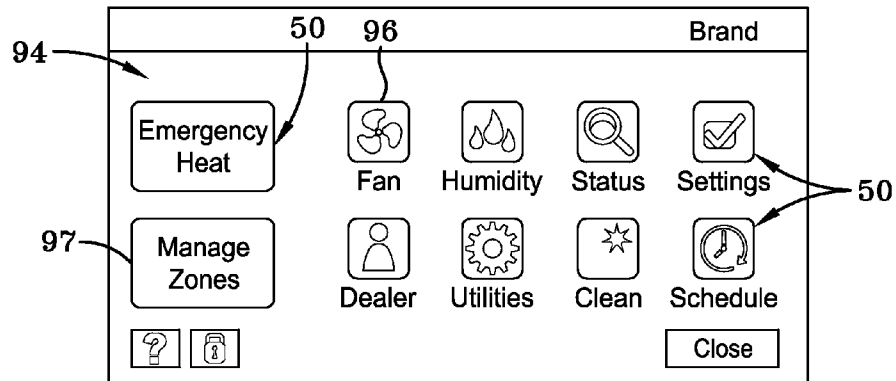 50 96 Brand
94
Emergency
Heat
Fan Humidity Status Settings
50
97
Manage
Zones
Dealer Utilities Clean Schedule
? Close